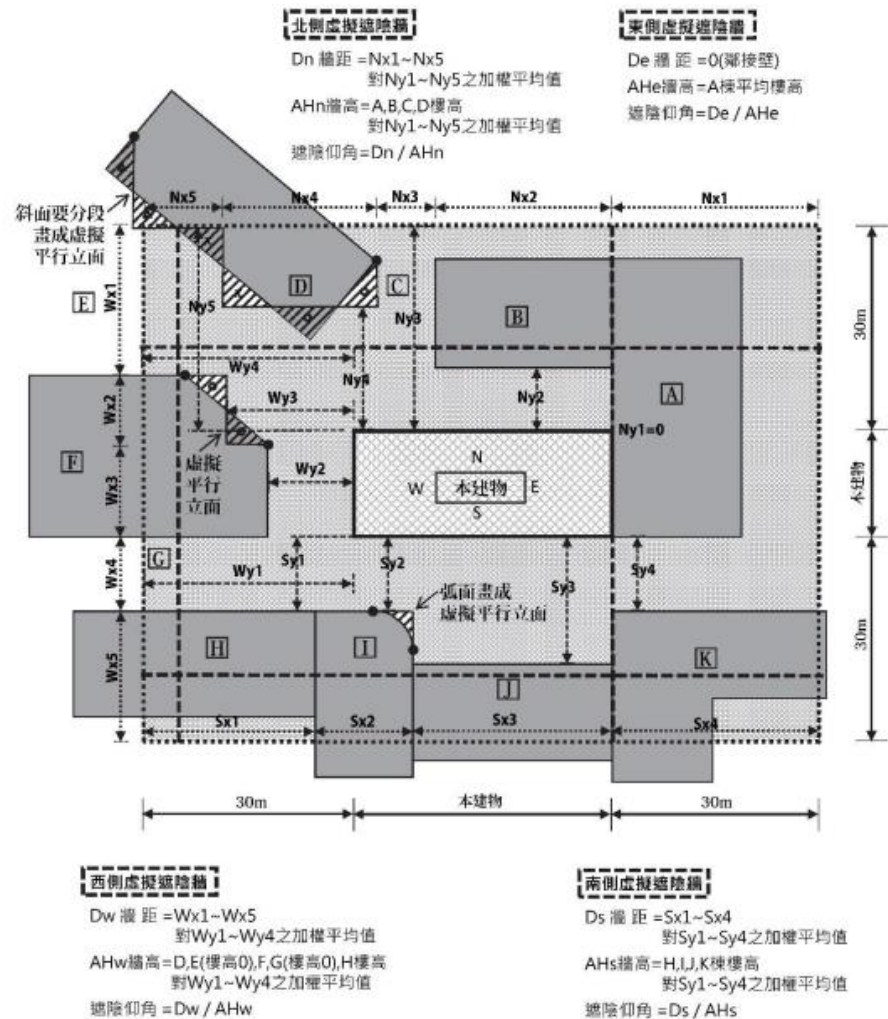 北側虛擬遮陰牆
Dn 牆距 =Nx1~Nx5
對Ny1~Ny5之加權平均值
AHn牆高=A,B,C,D樓高
對Ny1~Ny5之加權平均值
遮陰仰角=Dn / AHn
東側虛擬遮陰牆
De 牆 距 =0(鄰接壁)
AHe牆高=A棟平均樓高
遮陰仰角=De / AHe
Nx5
Nx4
Nx3
Nx2
Nx1
斜面要分段
畫成虛擬
平行立面
E
D
C
B
A
Wx1
Ny5
Ny3
30m
Wy4
Ny4
Ny2
Wx2
Wy3
Ny1=0
F
虛擬
平行
立面
Wy2
Wx3
N
W
本建物
E
S
本建物
G
Wx4
Wy1
Sy1
Sy2
Sy3
Sy4
弧面畫成
虛擬平行立面
30m
H
I
J
K
Wx5
Sx1
Sx2
Sx3
Sx4
30m
本建物
30m
西側虛擬遮陰牆
Dw 牆 距 =Wx1~Wx5
對Wy1~Wy4之加權平均值
AHw牆高=D,E(樓高0),F,G(樓高0),H樓高
對Wy1~Wy4之加權平均值
遮陰仰角 =Dw / AHw
南側虛擬遮陰牆
Ds 牆 距 =Sx1~Sx4
對Sy1~Sy4之加權平均值
AHs牆高=H,I,J,K棟樓高
對Sy1~Sy4之加權平均值
遮陰仰角 =Ds / AHs